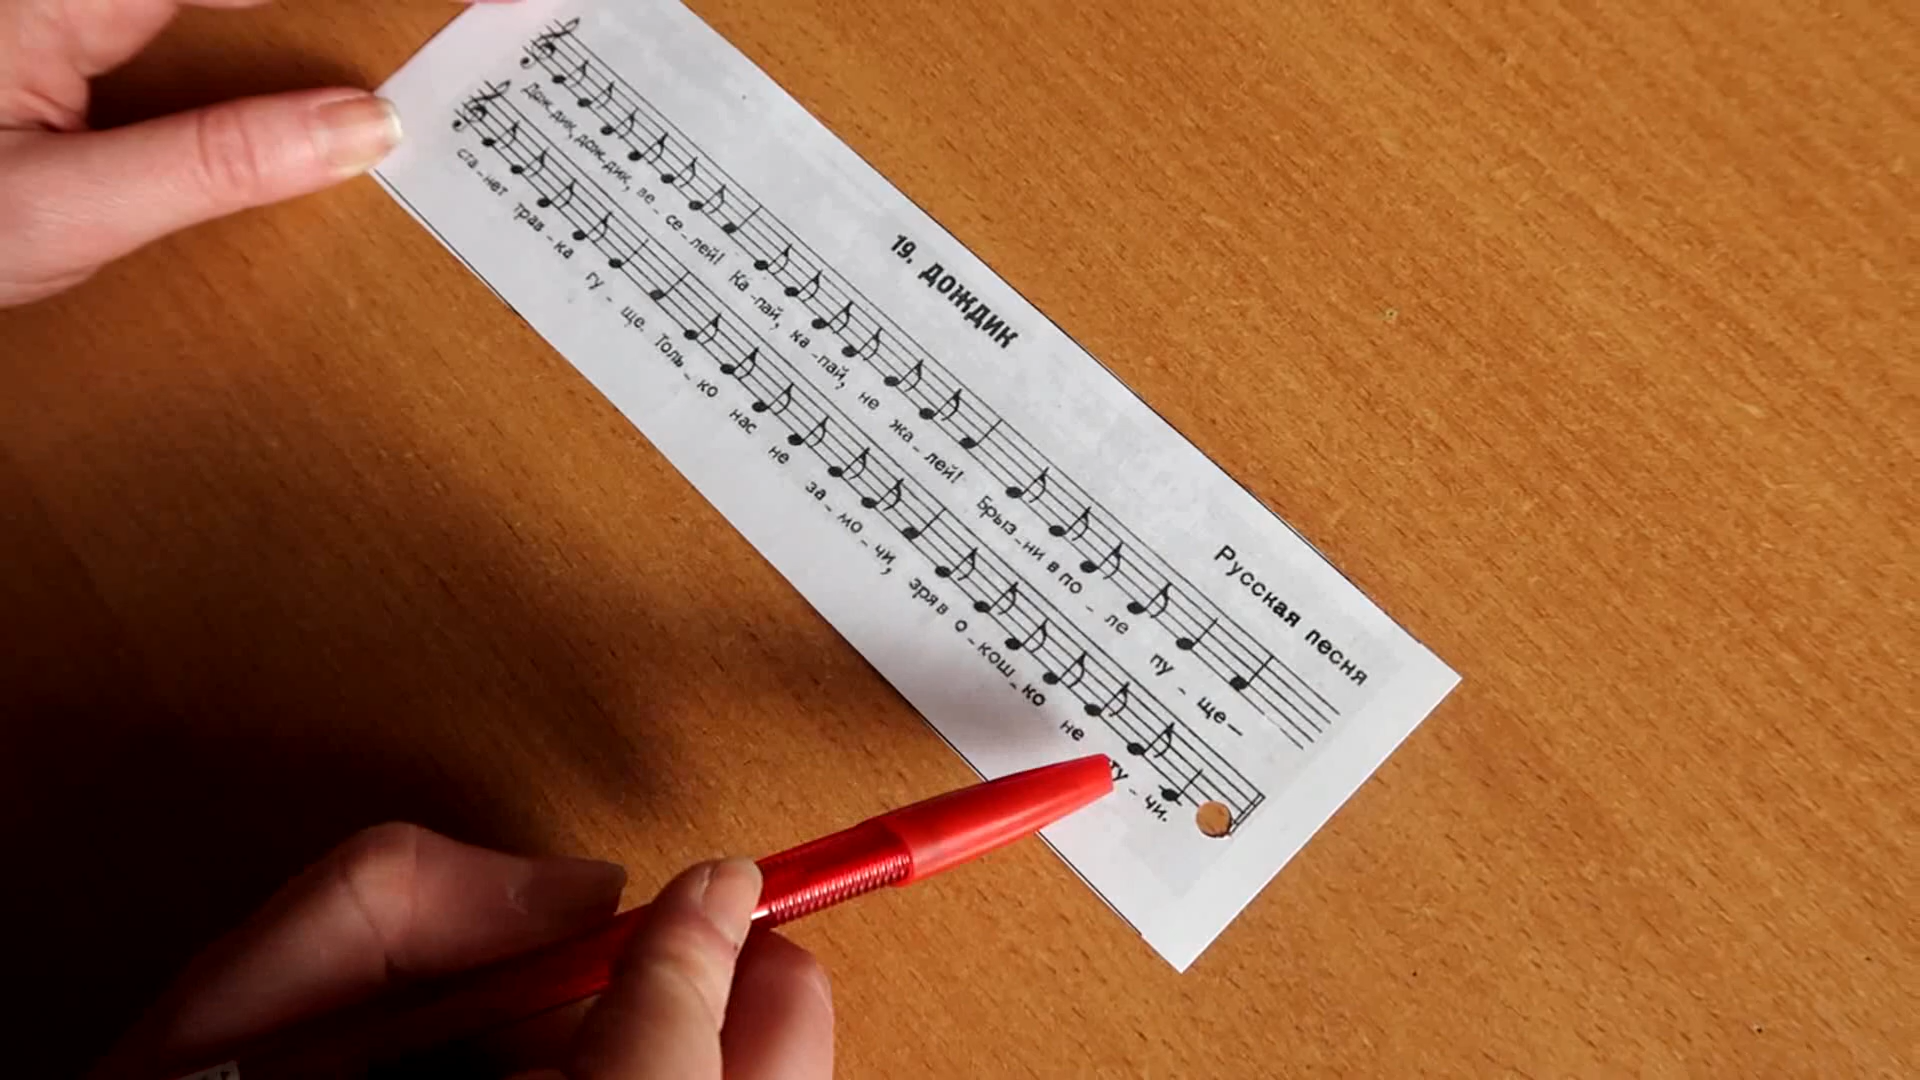 19. ДОЖДИК
Русская песня
Дож-дик, дож-дик, ве-се-лей! Ка-пай, ка-пай, не жа-лей! Брыз-ни в по-ле пу-ще—
ста-нет трав-ка гу-ще. Толь-ко нас не за-мо-чи, зря в о-кош-ко не сту-чи.